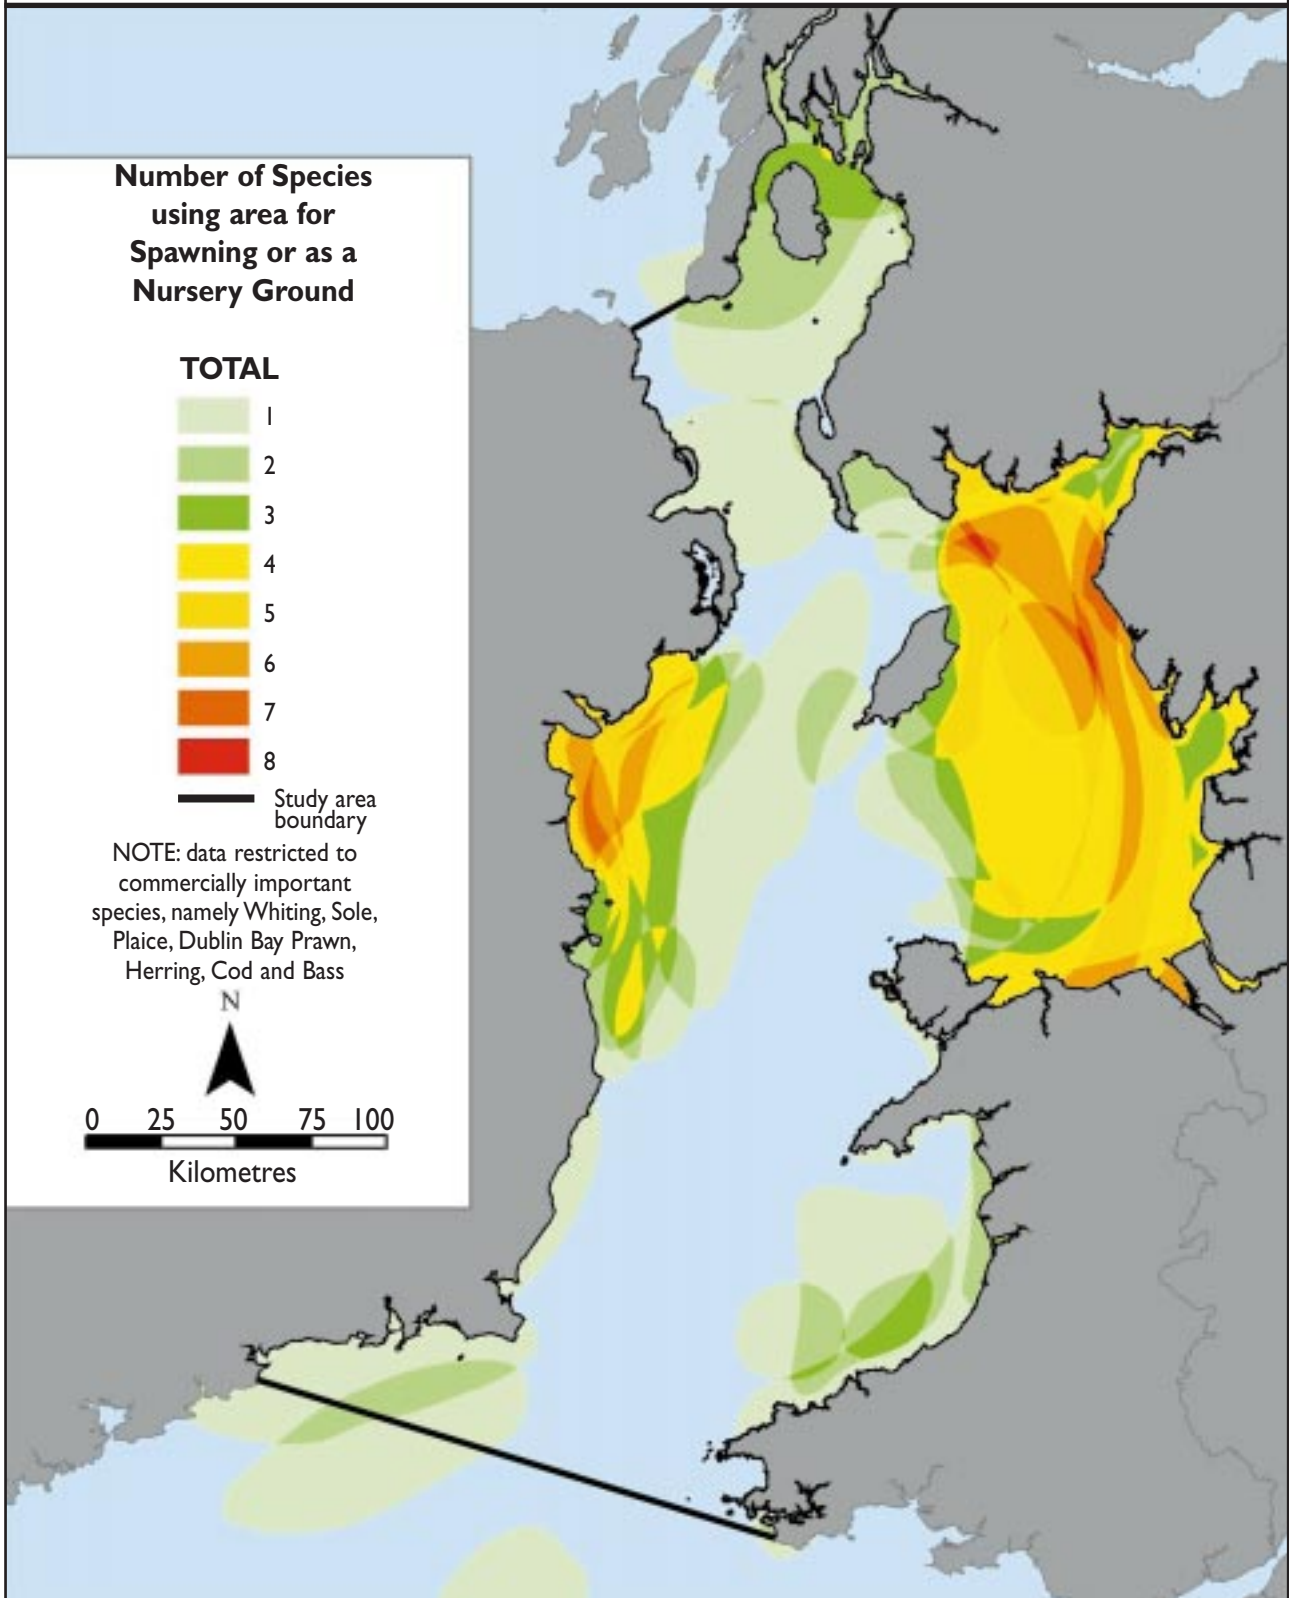 Number of Species
using area for
Spawning or as a
Nursery Ground
TOTAL
1
2
3
4
5
6
7
8
Study area
boundary
NOTE: data restricted to
commercially important
species, namely Whiting, Sole,
Plaice, Dublin Bay Prawn,
Herring, Cod and Bass
N
0 25 50 75 100
Kilometres